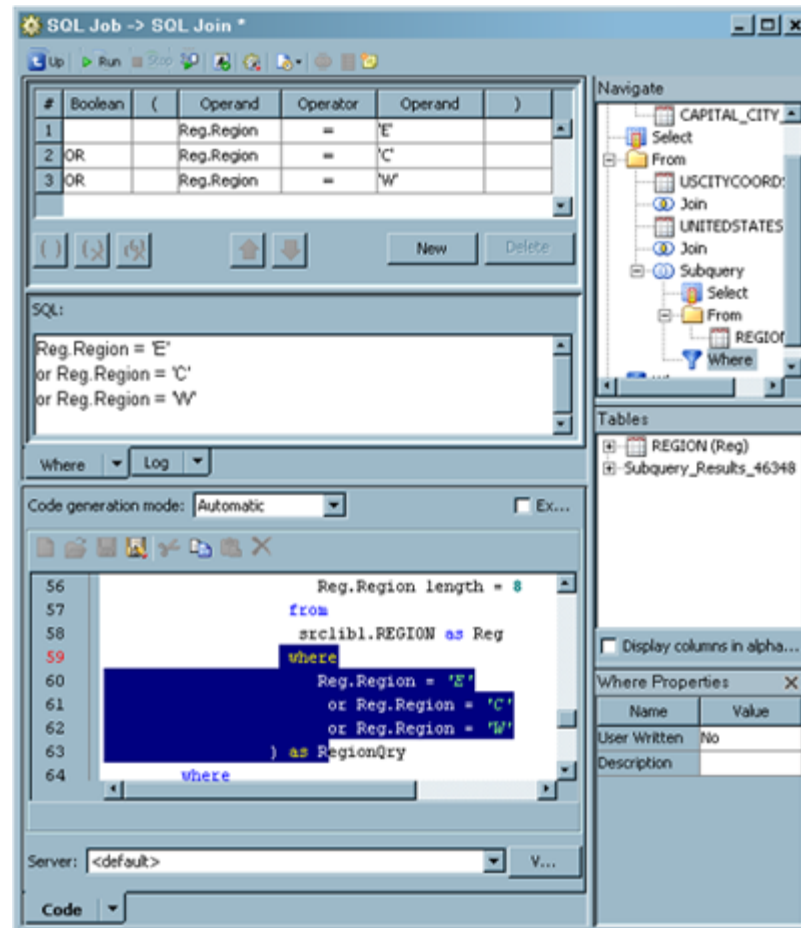 SQL Job -> SQL Join *
Up Run Stop
# Boolean ( Operand Operator Operand )
1 Reg.Region = 'E'
2 OR Reg.Region = 'C'
3 OR Reg.Region = 'W'
New Delete
SQL:
Reg.Region = 'E'
or Reg.Region = 'C'
or Reg.Region = 'W'
Where Log
Code generation mode: Automatic Ex...
56 Reg.Region length = 8
57 from
58 srclib1.REGION as Reg
59 where
60 Reg.Region = 'E'
61 or Reg.Region = 'C'
62 or Reg.Region = 'W'
63 ) as RegionQry
64 where
Server: <default> V...
Code
Navigate
CAPITAL_CITY_
Select
From
USCITYCOORD
Join
UNITEDSTATES
Join
Subquery
Select
From
REGION
Where
Tables
REGION (Reg)
Subquery_Results_46348
Display columns in alpha...
Where Properties
Name Value
User Written No
Description